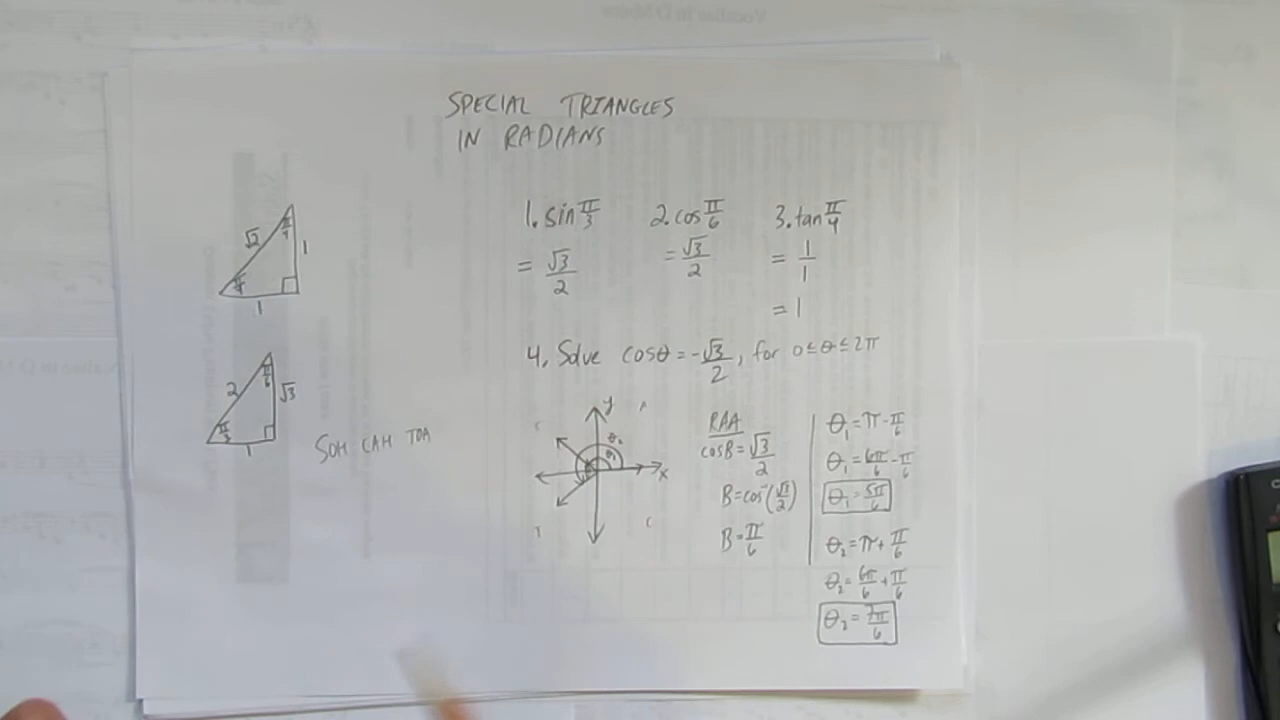 SPECIAL TRIANGLES
IN RADIANS
√2
π/4
1
π/4
1
2
π/6
√3
π/3
1
SOH CAH TOA
1. sin π/3
= √3/2
2. cos π/6
= √3/2
3. tan π/4
= 1/1
= 1
4. Solve cosθ = -√3/2, for 0 ≤ θ ≤ 2π
y
A
θ₂
θ₁
x
T
C
RAA
cosB = √3/2
B = cos⁻¹(√3/2)
B = π/6
θ₁ = π - π/6
θ₁ = 6π/6 - π/6
θ₁ = 5π/6
θ₂ = π + π/6
θ₂ = 6π/6 + π/6
θ₂ = 7π/6